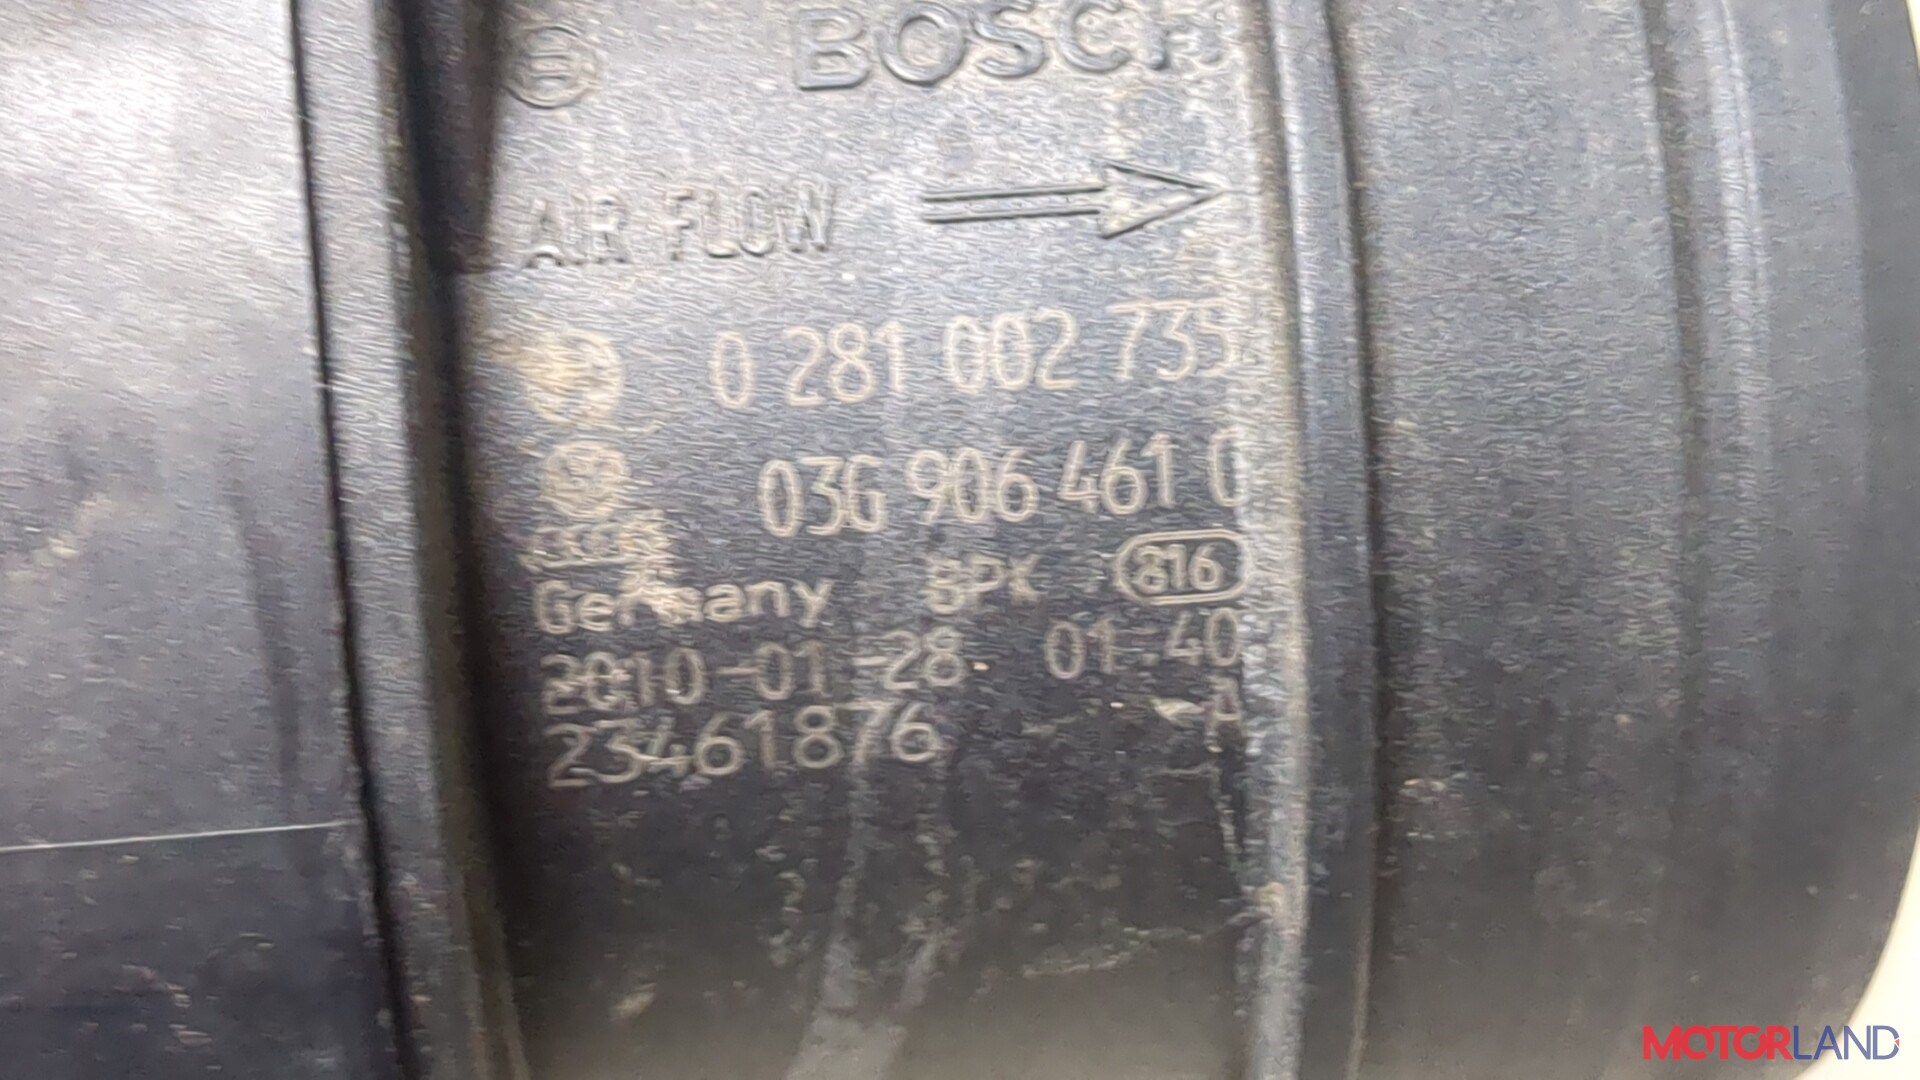 BOSCH
AIR FLOW
0 281 002 735
03G 906 461
Germany BPK 816
2010-01-28 01:40
23461876 -A
MOTORLAND